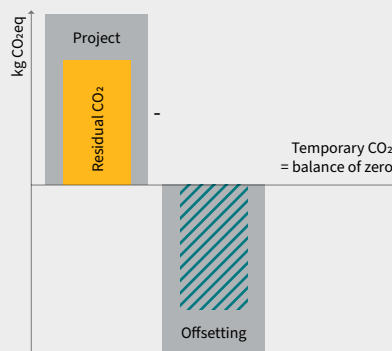 kg CO₂eq
Project
Residual CO₂
-
Temporary CO₂
= balance of zero
Offsetting